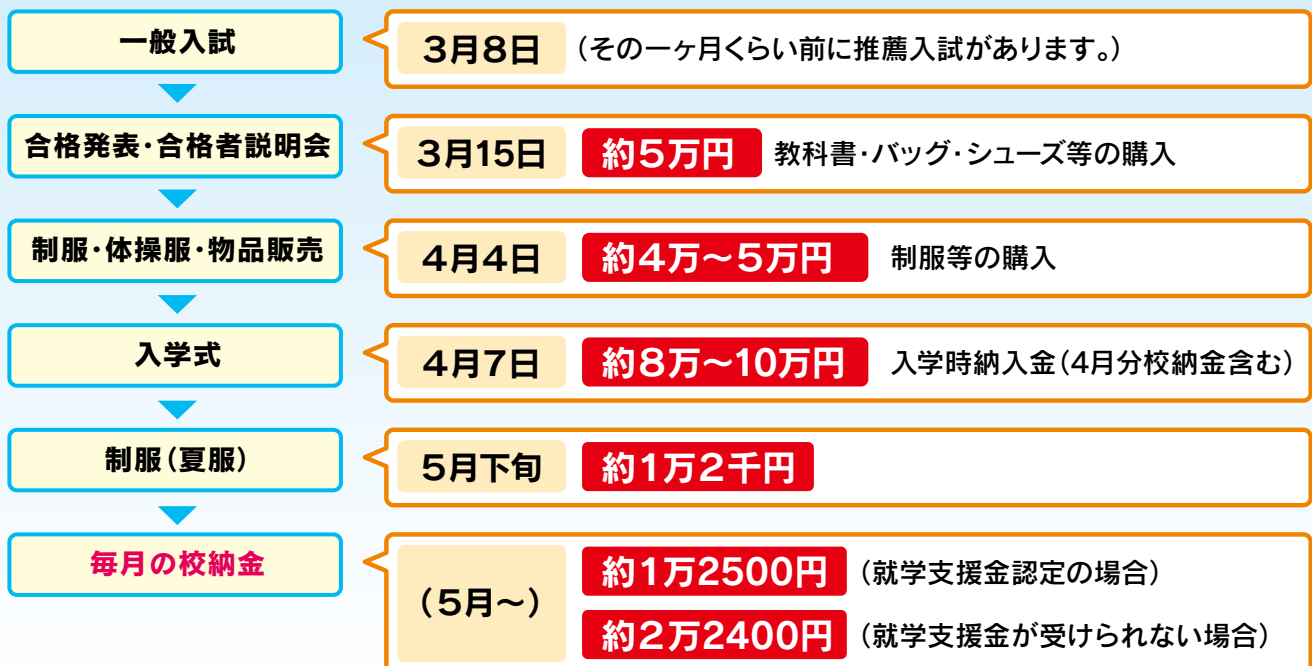 一般入試
3月8日 (その一ヶ月くらい前に推薦入試があります。)
合格発表・合格者説明会
3月15日 約5万円 教科書・バッグ・シューズ等の購入
制服・体操服・物品販売
4月4日 約4万～5万円 制服等の購入
入学式
4月7日 約8万～10万円 入学時納入金(4月分校納金含む)
制服(夏服)
5月下旬 約1万2千円
毎月の校納金
(5月～)
約1万2500円 (就学支援金認定の場合)
約2万2400円 (就学支援金が受けられない場合)